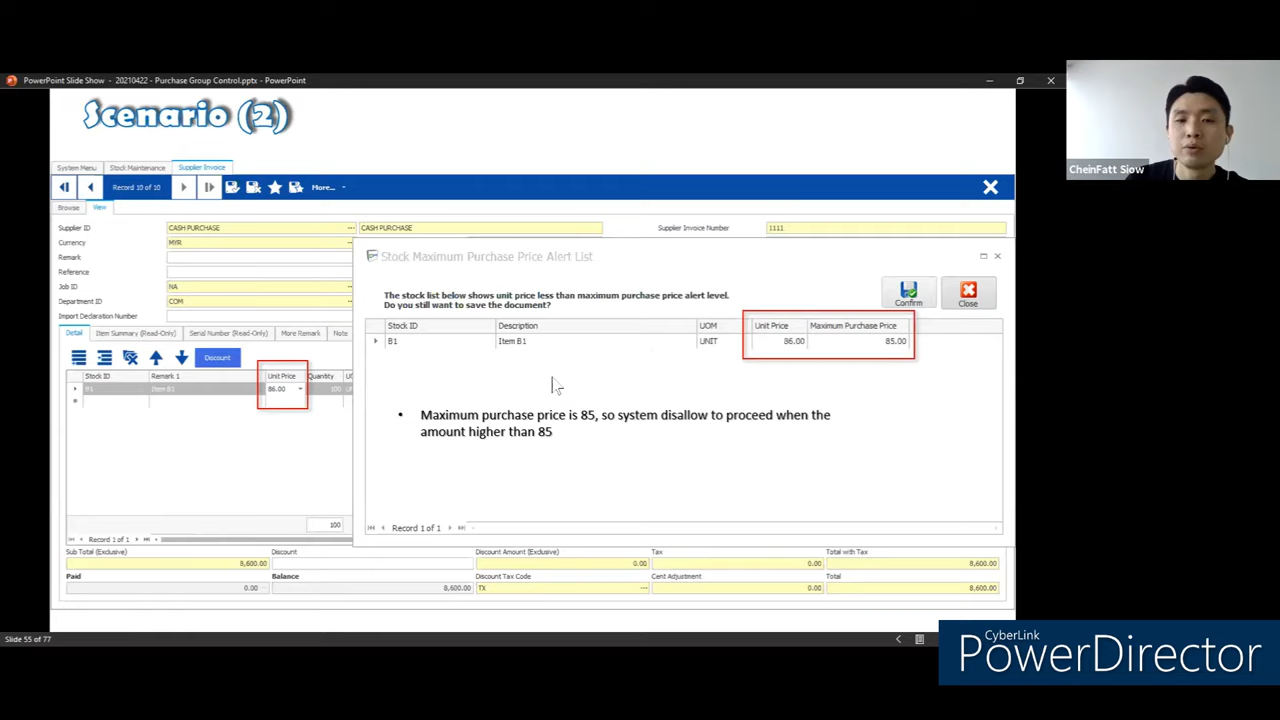 PowerPoint Slide Show - 20210422 - Purchase Group Control.pptx - PowerPoint
Scenario (2)
CheinFatt Siow
System Menu Stock Maintenance Supplier Invoice
Record 10 of 10 More...
Browse View
Supplier ID CASH PURCHASE CASH PURCHASE Supplier Invoice Number 1111
Currency MYR
Remark
Reference
Job ID NA
Department ID COM
Import Declaration Number
Stock Maximum Purchase Price Alert List
The stock list below shows unit price less than maximum purchase price alert level.
Do you still want to save the document?
Confirm Close
Stock ID Description UOM Unit Price Maximum Purchase Price
B1 Item B1 UNIT 86.00 85.00
Detail Item Summary (Read-Only) Serial Number (Read-Only) More Remark Note
Discount
Stock ID Remark 1 Unit Price Quantity
B1 Item B1 86.00 100
• Maximum purchase price is 85, so system disallow to proceed when the
amount higher than 85
100
Record 1 of 1
Record 1 of 1
Sub Total (Exclusive) Discount Discount Amount (Exclusive) Tax Total with Tax
8,600.00 0.00 0.00 8,600.00
Paid Balance Discount Tax Code Cent Adjustment Total
0.00 8,600.00 TX 0.00 8,600.00
Slide 55 of 77
CyberLink
PowerDirector